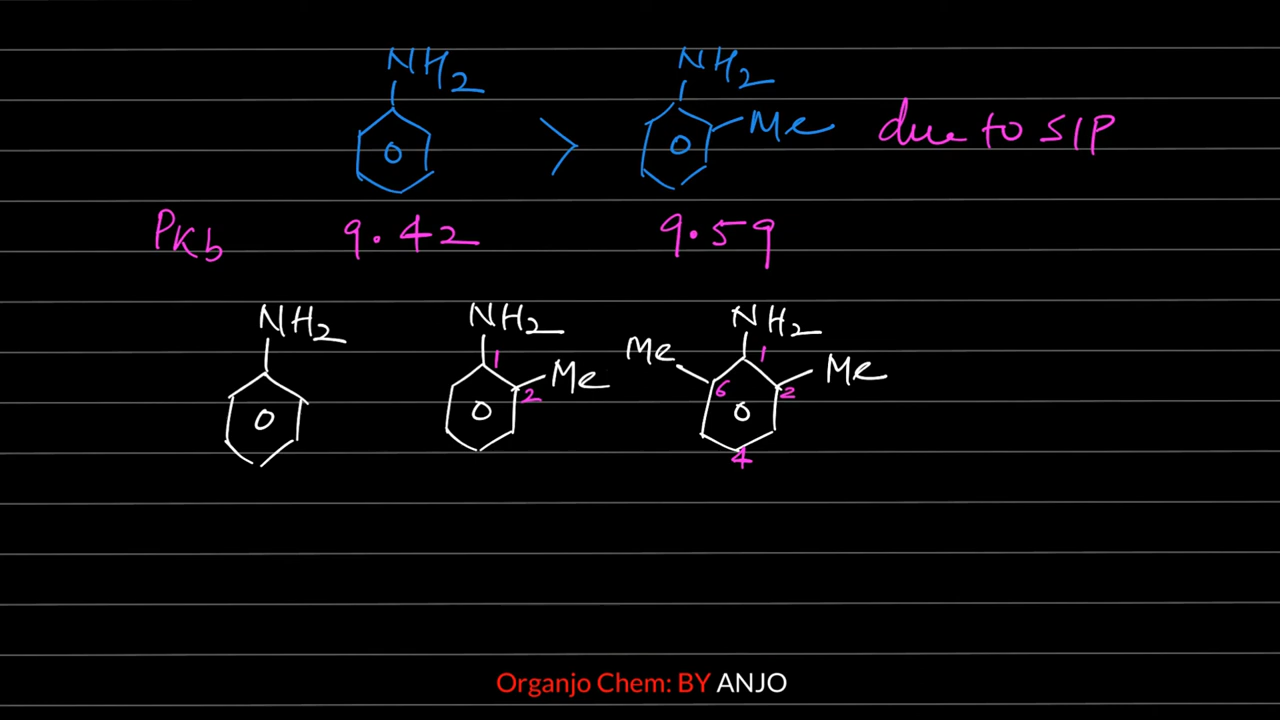 NH2 NH2
> Me due to SIP
PKb 9.42 9.59
NH2 NH2 NH2
1 Me Me 1 Me
2 6 2
4
Organjo Chem: BY ANJO